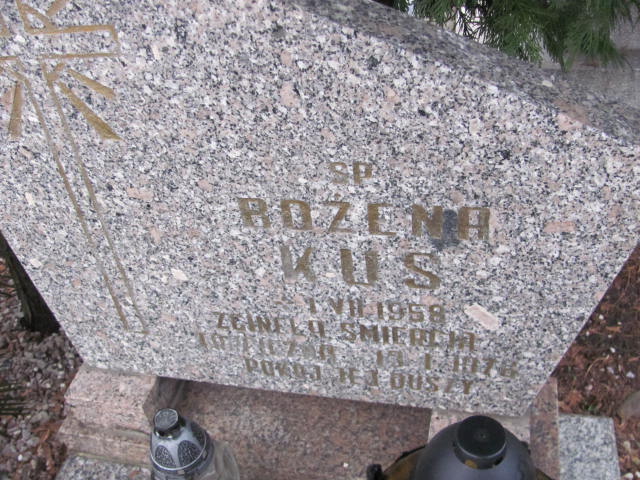 ŚP
BOŻENA
KUS
* 1 VII 1958
ZGINĘŁA ŚMIERCIĄ
TRAGICZNĄ 19 I 1978
POKÓJ JEJ DUSZY